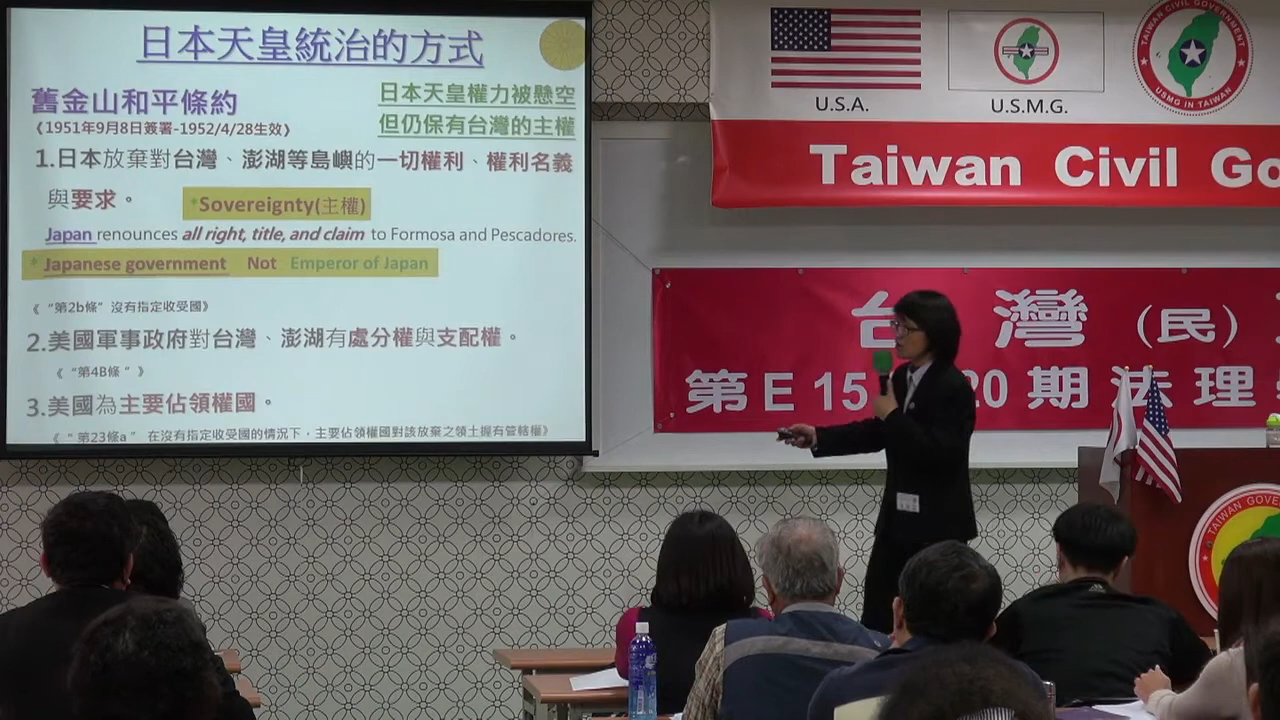 日本天皇統治的方式
舊金山和平條約
《1951年9月8日簽署-1952/4/28生效》
日本天皇權力被懸空
但仍保有台灣的主權
1.日本放棄對台灣、澎湖等島嶼的一切權利、權利名義
與要求。
*Sovereignty(主權)
Japan renounces all right, title, and claim to Formosa and Pescadores.
* Japanese government Not Emperor of Japan
《 “第2b條” 沒有指定收受國》
2.美國軍事政府對台灣、澎湖有處分權與支配權。
《 “第4B條 ” 》
3.美國為主要佔領權國。
《 “ 第23條a ” 在沒有指定收受國的情況下，主要佔領權國對該放棄之領土握有管轄權》
U.S.A.
U.S.M.G.
TAIWAN CIVIL GOVERNMENT
USMG IN TAIWAN
Taiwan Civil Go
台 灣 (民)
第 E 15 20 期 法 理
TAIWAN GOVE